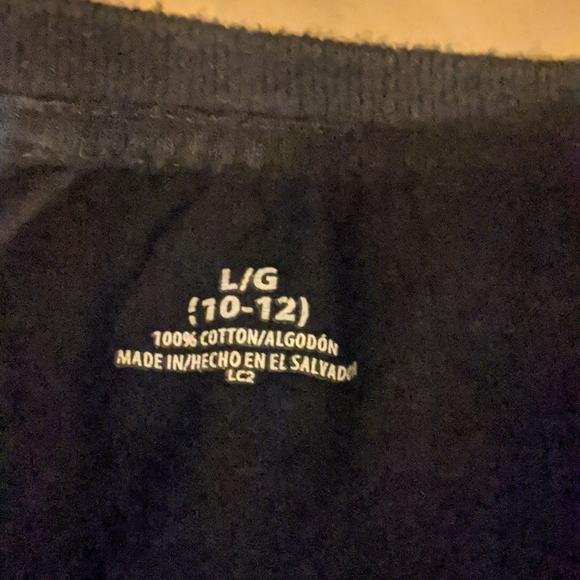 L/G
(10-12)
100% COTTON/ALGODÓN
MADE IN/HECHO EN EL SALVADOR
LC2